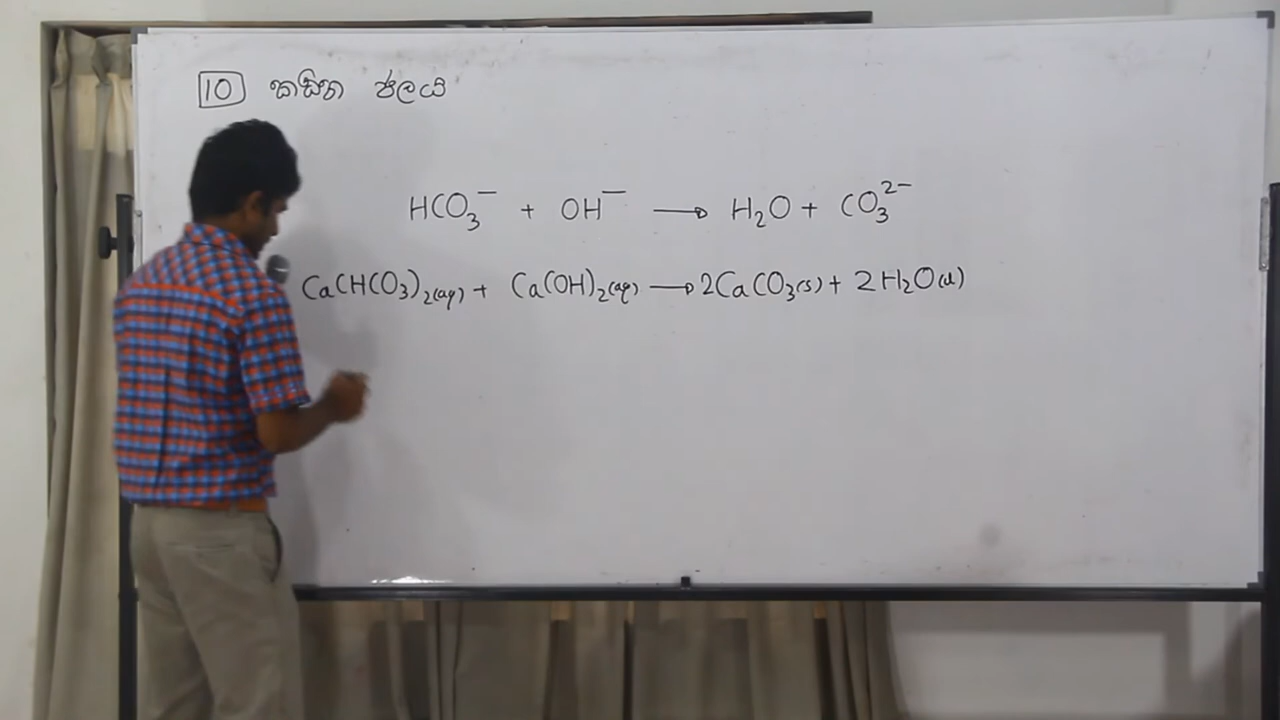 10 කඨින ජලය
HCO₃⁻ + OH⁻ → H₂O + CO₃²⁻
Ca(HCO₃)₂(aq) + Ca(OH)₂(aq) → 2CaCO₃(s) + 2H₂O(l)